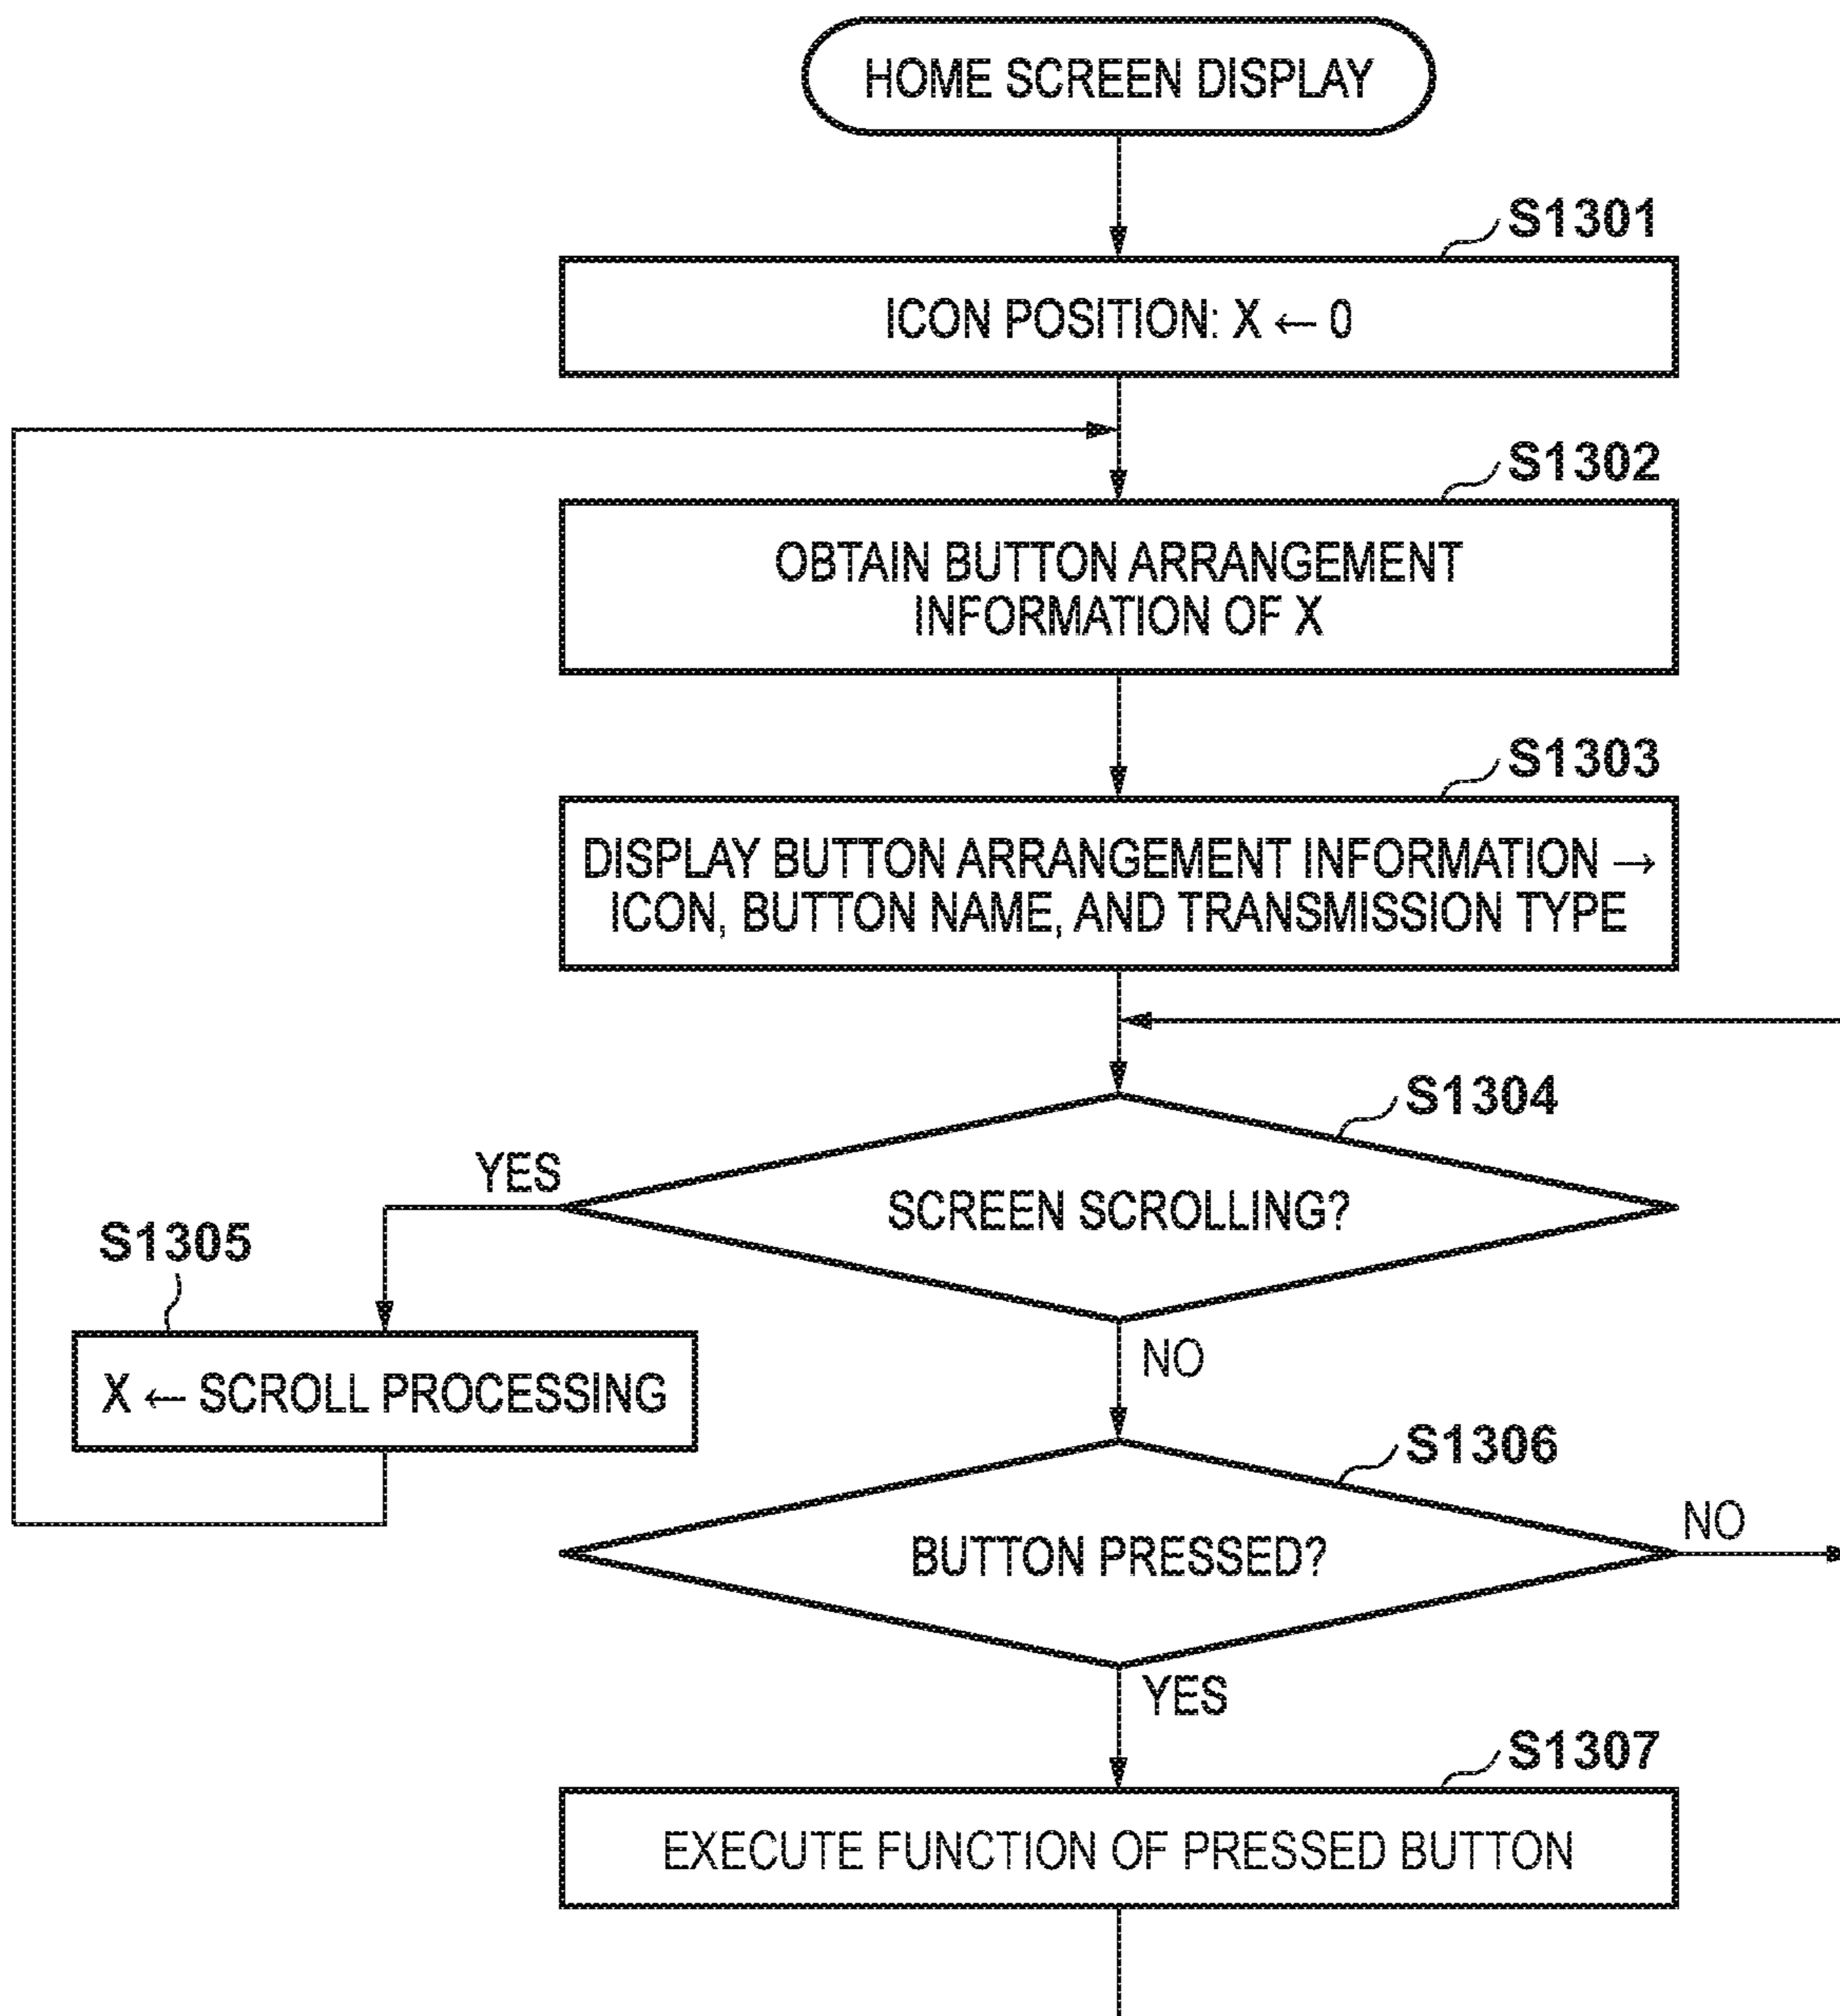 HOME SCREEN DISPLAY
S1301
ICON POSITION: X ← 0
S1302
OBTAIN BUTTON ARRANGEMENT
INFORMATION OF X
S1303
DISPLAY BUTTON ARRANGEMENT INFORMATION →
ICON, BUTTON NAME, AND TRANSMISSION TYPE
S1304
YES
SCREEN SCROLLING?
S1305
NO
X ← SCROLL PROCESSING
S1306
NO
BUTTON PRESSED?
YES
S1307
EXECUTE FUNCTION OF PRESSED BUTTON